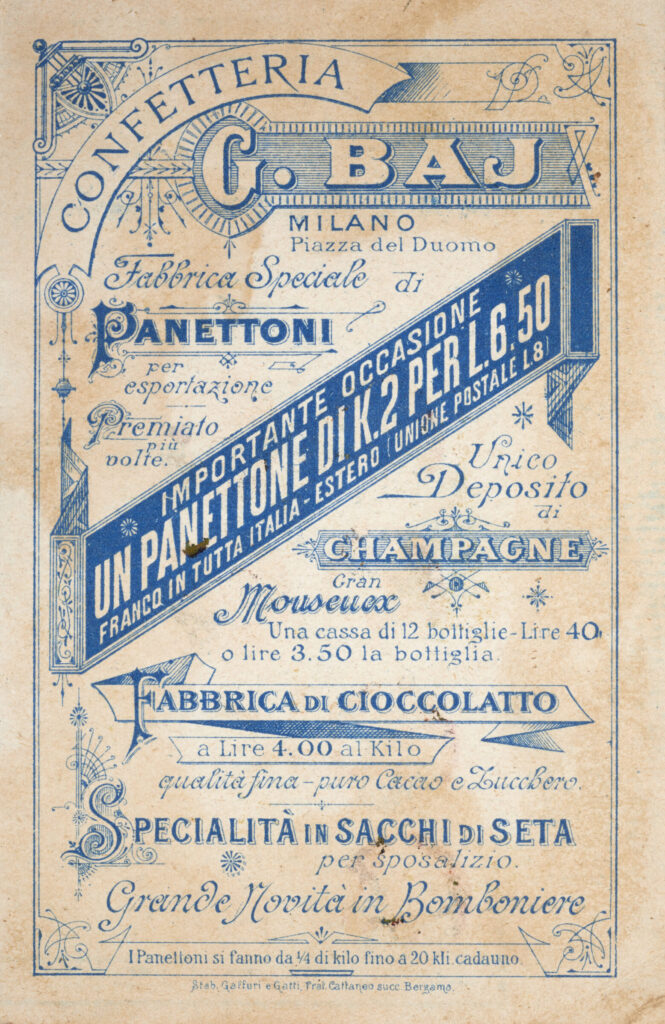 CONFETTERIA
G. BAJ
MILANO
Piazza del Duomo
Fabbrica Speciale di
PANETTONI
per
esportazione
Premiato
più
volte.
IMPORTANTE OCCASIONE
UN PANETTONE DI K.2 PER L.6.50
FRANCO IN TUTTA ITALIA - ESTERO (UNIONE POSTALE L8)
Unico
Deposito
di
CHAMPAGNE
Gran
Mouseuex
Una cassa di 12 bottiglie - Lire 40
o lire 3.50 la bottiglia.
FABBRICA DI CIOCCOLATTO
a Lire 4.00 al Kilo
qualità fina - puro Cacao e Zucchero.
SPECIALITÀ IN SACCHI DI SETA
per sposalizio.
Grande Novità in Bomboniere
I Panettoni si fanno da ¼ di kilo fino a 20 kli. cadauno.
Stab. Gaffuri e Gatti, Frat. Cattaneo succ. Bergamo.